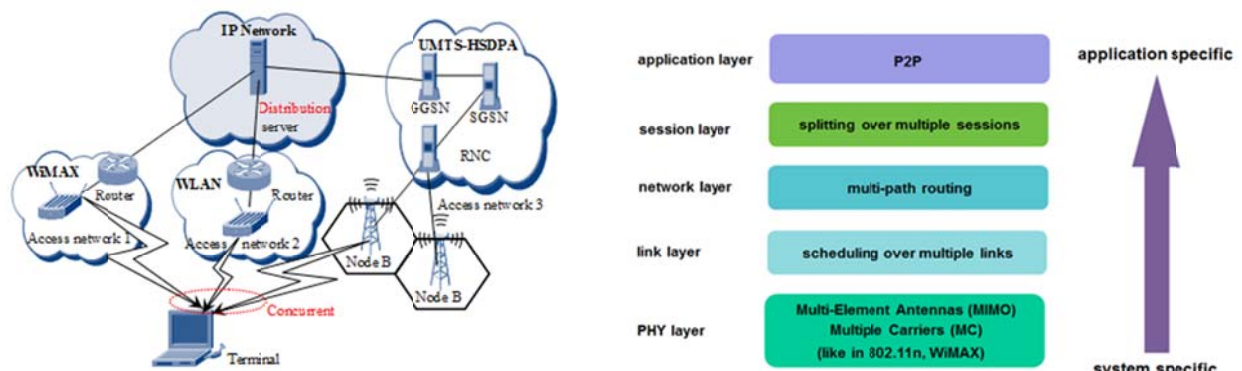 IP Network
UMTS-HSDPA
Distribution
server
GGSN
SGSN
RNC
WiMAX
Router
Access network 1
WLAN
Router
Access network 2
Access network 3
Node B
Node B
Concurrent
Terminal
application layer
P2P
application specific
session layer
splitting over multiple sessions
network layer
multi-path routing
link layer
scheduling over multiple links
PHY layer
Multi-Element Antennas (MIMO)
Multiple Carriers (MC)
(like in 802.11n, WiMAX)
system specific